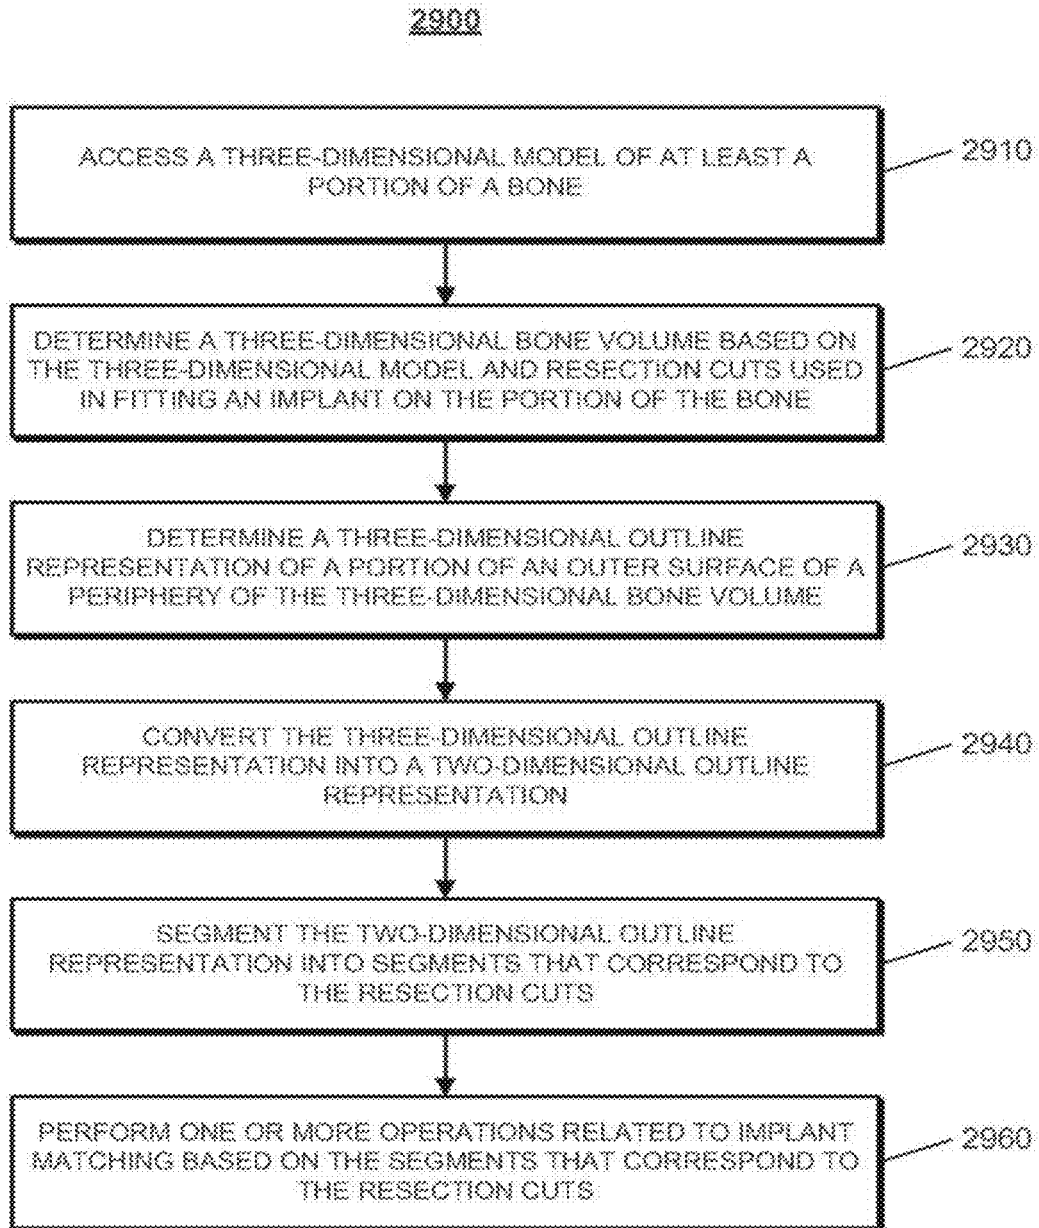 2900
ACCESS A THREE-DIMENSIONAL MODEL OF AT LEAST A
PORTION OF A BONE
2910
DETERMINE A THREE-DIMENSIONAL BONE VOLUME BASED ON
THE THREE-DIMENSIONAL MODEL AND RESECTION CUTS USED
IN FITTING AN IMPLANT ON THE PORTION OF THE BONE
2920
DETERMINE A THREE-DIMENSIONAL OUTLINE
REPRESENTATION OF A PORTION OF AN OUTER SURFACE OF A
PERIPHERY OF THE THREE-DIMENSIONAL BONE VOLUME
2930
CONVERT THE THREE-DIMENSIONAL OUTLINE
REPRESENTATION INTO A TWO-DIMENSIONAL OUTLINE
REPRESENTATION
2940
SEGMENT THE TWO-DIMENSIONAL OUTLINE
REPRESENTATION INTO SEGMENTS THAT CORRESPOND TO
THE RESECTION CUTS
2950
PERFORM ONE OR MORE OPERATIONS RELATED TO IMPLANT
MATCHING BASED ON THE SEGMENTS THAT CORRESPOND TO
THE RESECTION CUTS
2960